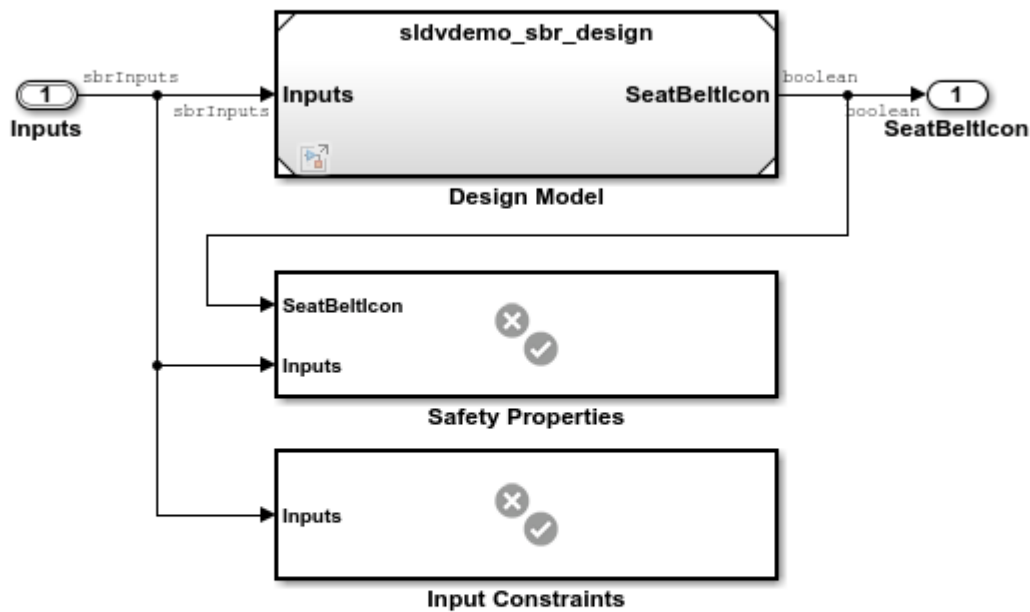 sldvdemo_sbr_design
sbrInputs
boolean
1
Inputs
SeatBeltIcon
1
sbrInputs
boolean
Inputs
SeatBeltIcon
Design Model
SeatBeltIcon
Inputs
Safety Properties
Inputs
Input Constraints